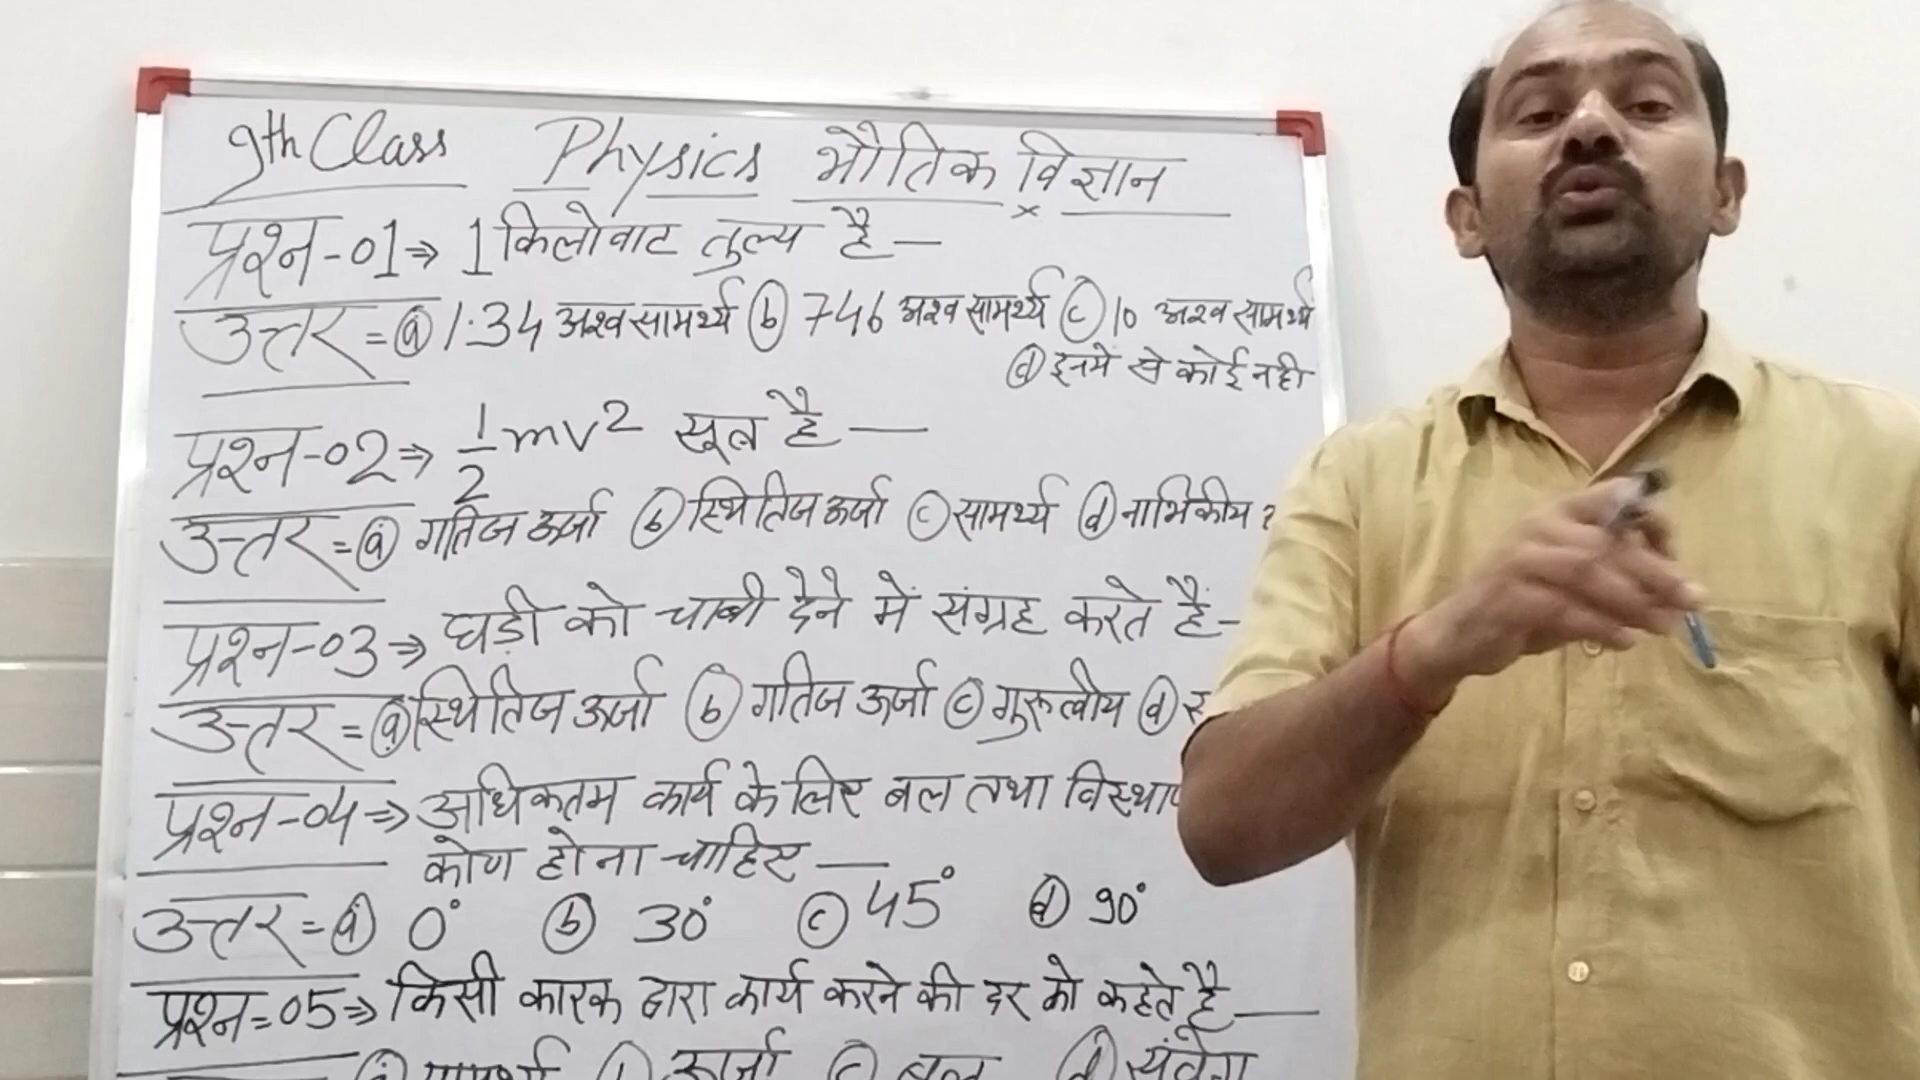 9th Class Physics भौतिक विज्ञान
प्रश्न-01⇒ 1 किलोवाट तुल्य है —
उत्तर = (a) 1.34 अश्व सामर्थ्य (b) 746 अश्व सामर्थ्य (c) 10 अश्व सामर्थ्य
(d) इनमें से कोई नही
प्रश्न-02⇒ 1/2 mv² सूत्र है —
उत्तर = (a) गतिज ऊर्जा (b) स्थितिज ऊर्जा (c) सामर्थ्य (d) नाभिकीय
प्रश्न-03⇒ घड़ी को चाबी देने में संग्रह करते हैं-
उत्तर = (a) स्थितिज ऊर्जा (b) गतिज ऊर्जा (c) गुरूत्वीय (d)
प्रश्न-04⇒ अधिकतम कार्य के लिए बल तथा
कोण होना चाहिए —
उत्तर = (a) 0° (b) 30° (c) 45° (d) 90°
प्रश्न=05⇒ किसी कारक द्वारा कार्य करने की दर को कहते है —
(a) सामर्थ्य (b) ऊर्जा (c) बल (d) संवेग